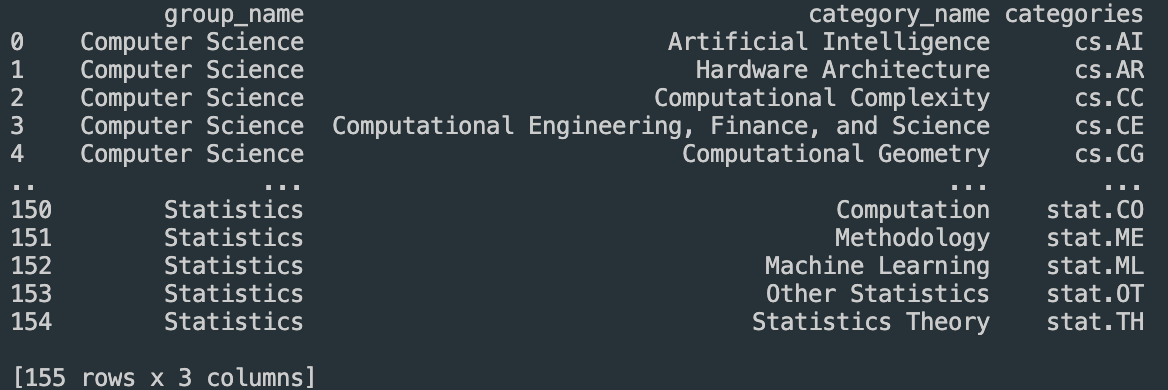 group_name category_name categories
0 Computer Science Artificial Intelligence cs.AI
1 Computer Science Hardware Architecture cs.AR
2 Computer Science Computational Complexity cs.CC
3 Computer Science Computational Engineering, Finance, and Science cs.CE
4 Computer Science Computational Geometry cs.CG
.. ... ... ...
150 Statistics Computation stat.CO
151 Statistics Methodology stat.ME
152 Statistics Machine Learning stat.ML
153 Statistics Other Statistics stat.OT
154 Statistics Statistics Theory stat.TH
[155 rows x 3 columns]